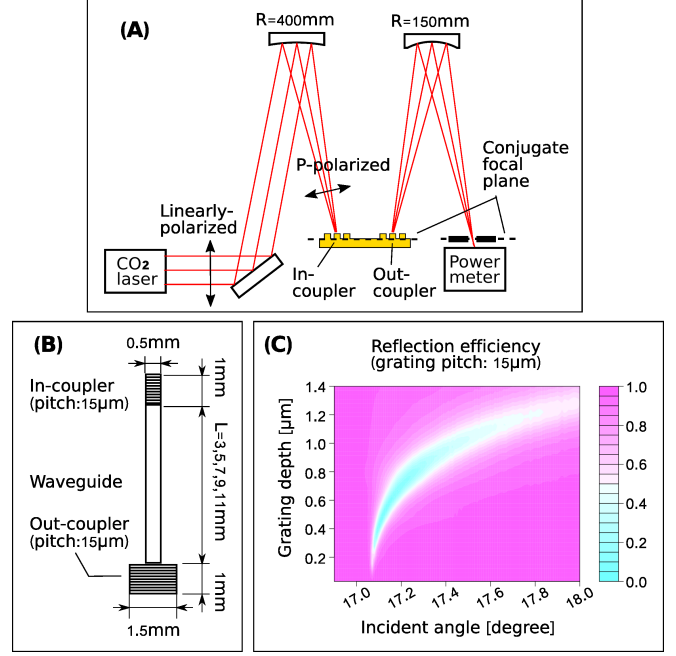 (A)
R=400mm
R=150mm
P-polarized
Conjugate
focal
plane
Linearly-
polarized
CO2
laser
In-
coupler
Out-
coupler
Power
meter
(B)
0.5mm
1mm
In-coupler
(pitch:15μm)
L=3,5,7,9,11mm
Waveguide
Out-coupler
(pitch:15μm)
1mm
1.5mm
(C)
Reflection efficiency
(grating pitch: 15μm)
Grating depth [μm]
1.4
1.2
1.0
0.8
0.6
0.4
0.2
17.0
17.2
17.4
17.6
17.8
18.0
Incident angle [degree]
1.0
0.8
0.6
0.4
0.2
0.0